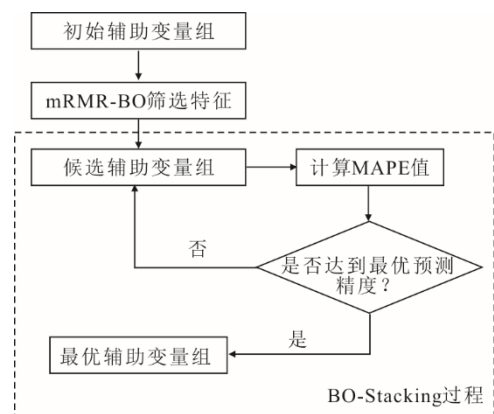 初始辅助变量组
mRMR-BO筛选特征
候选辅助变量组
计算MAPE值
否
是否达到最优预测
精度？
是
最优辅助变量组
BO-Stacking过程